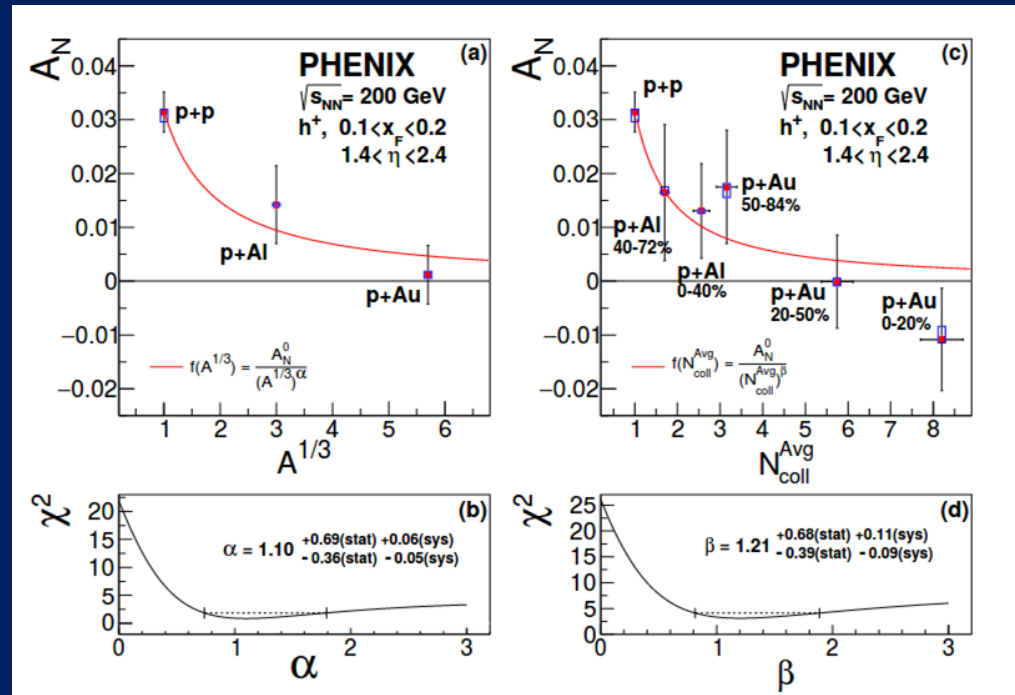 A_N
0.04
0.03
0.02
0.01
0
−0.01
−0.02
(a)
PHENIX
√s_NN = 200 GeV
h⁺, 0.1<x_F<0.2
1.4< η <2.4
p+p
p+Al
p+Au
f(A^1/3) = A_N^0 / (A^1/3)^α
1 2 3 4 5 6
A^1/3
A_N
0.04
0.03
0.02
0.01
0
−0.01
−0.02
(c)
PHENIX
√s_NN = 200 GeV
h⁺, 0.1<x_F<0.2
1.4< η <2.4
p+p
p+Au
50-84%
p+Al
40-72%
p+Al
0-40%
p+Au
20-50%
p+Au
0-20%
f(N_coll^Avg) = A_N^0 / (N_coll^Avg)^β
1 2 3 4 5 6 7 8
N_coll^Avg
χ²
20
15
10
5
0
(b)
α = 1.10 +0.69(stat) +0.06(sys)
- 0.36(stat) - 0.05(sys)
0 1 2 3
α
χ²
25
20
15
10
5
0
(d)
β = 1.21 +0.68(stat) +0.11(sys)
- 0.39(stat) - 0.09(sys)
0 1 2 3
β